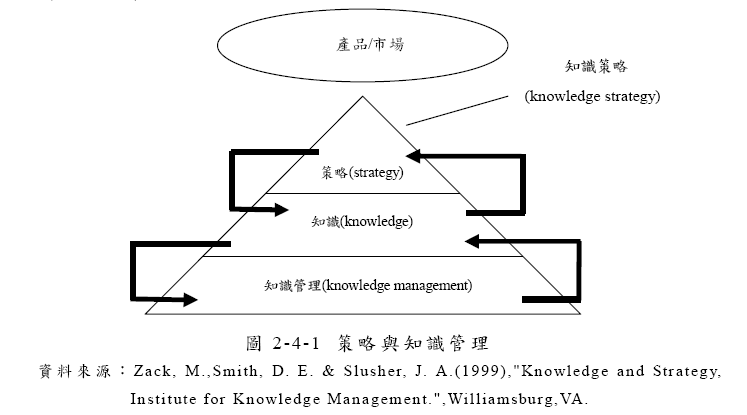 產品/市場
知識策略
(knowledge strategy)
策略(strategy)
知識(knowledge)
知識管理(knowledge management)
圖 2-4-1 策略與知識管理
資料來源：Zack, M.,Smith, D. E. & Slusher, J. A.(1999),"Knowledge and Strategy,
Institute for Knowledge Management.",Williamsburg,VA.